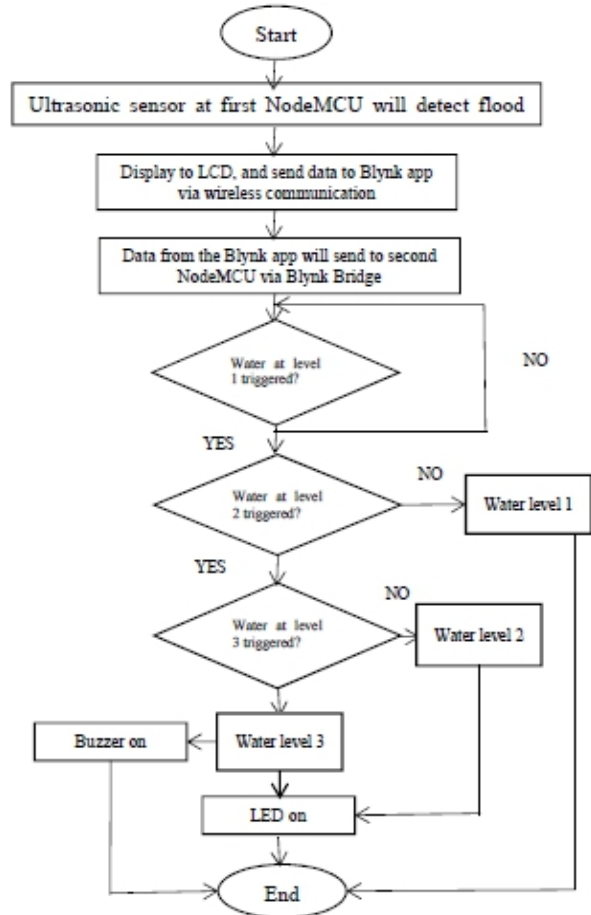 Start
Ultrasonic sensor at first NodeMCU will detect flood
Display to LCD, and send data to Blynk app
via wireless communication
Data from the Blynk app will send to second
NodeMCU via Blynk Bridge
Water at level
1 triggered?
NO
YES
Water at level
2 triggered?
NO
Water level 1
YES
Water at level
3 triggered?
NO
Water level 2
Buzzer on
Water level 3
LED on
End